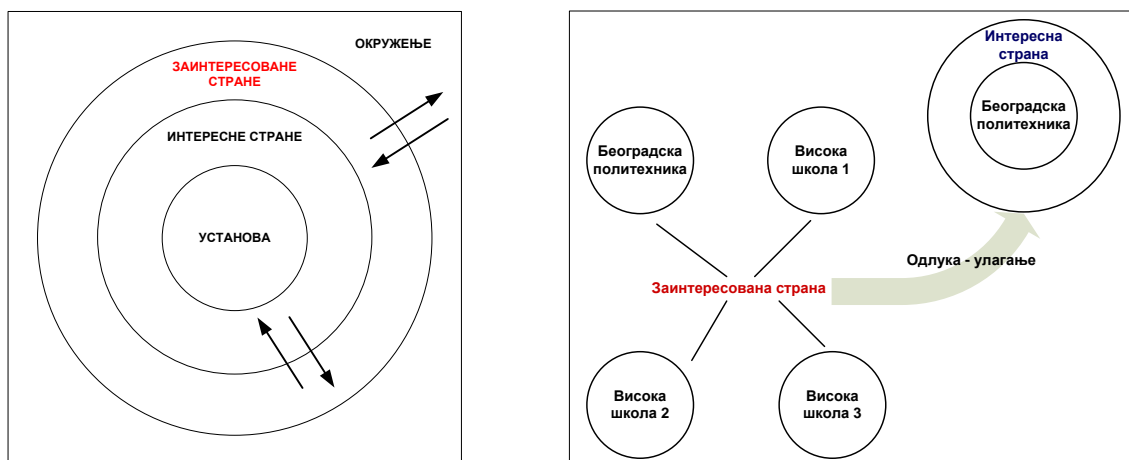 ОКРУЖЕЊЕ
ЗАИНТЕРЕСОВАНЕ
СТРАНЕ
ИНТЕРЕСНЕ СТРАНЕ
УСТАНОВА
Интересна
страна
Београдска
политехника
Београдска
политехника
Висока
школа 1
Одлука - улагање
Заинтересована страна
Висока
школа 2
Висока
школа 3